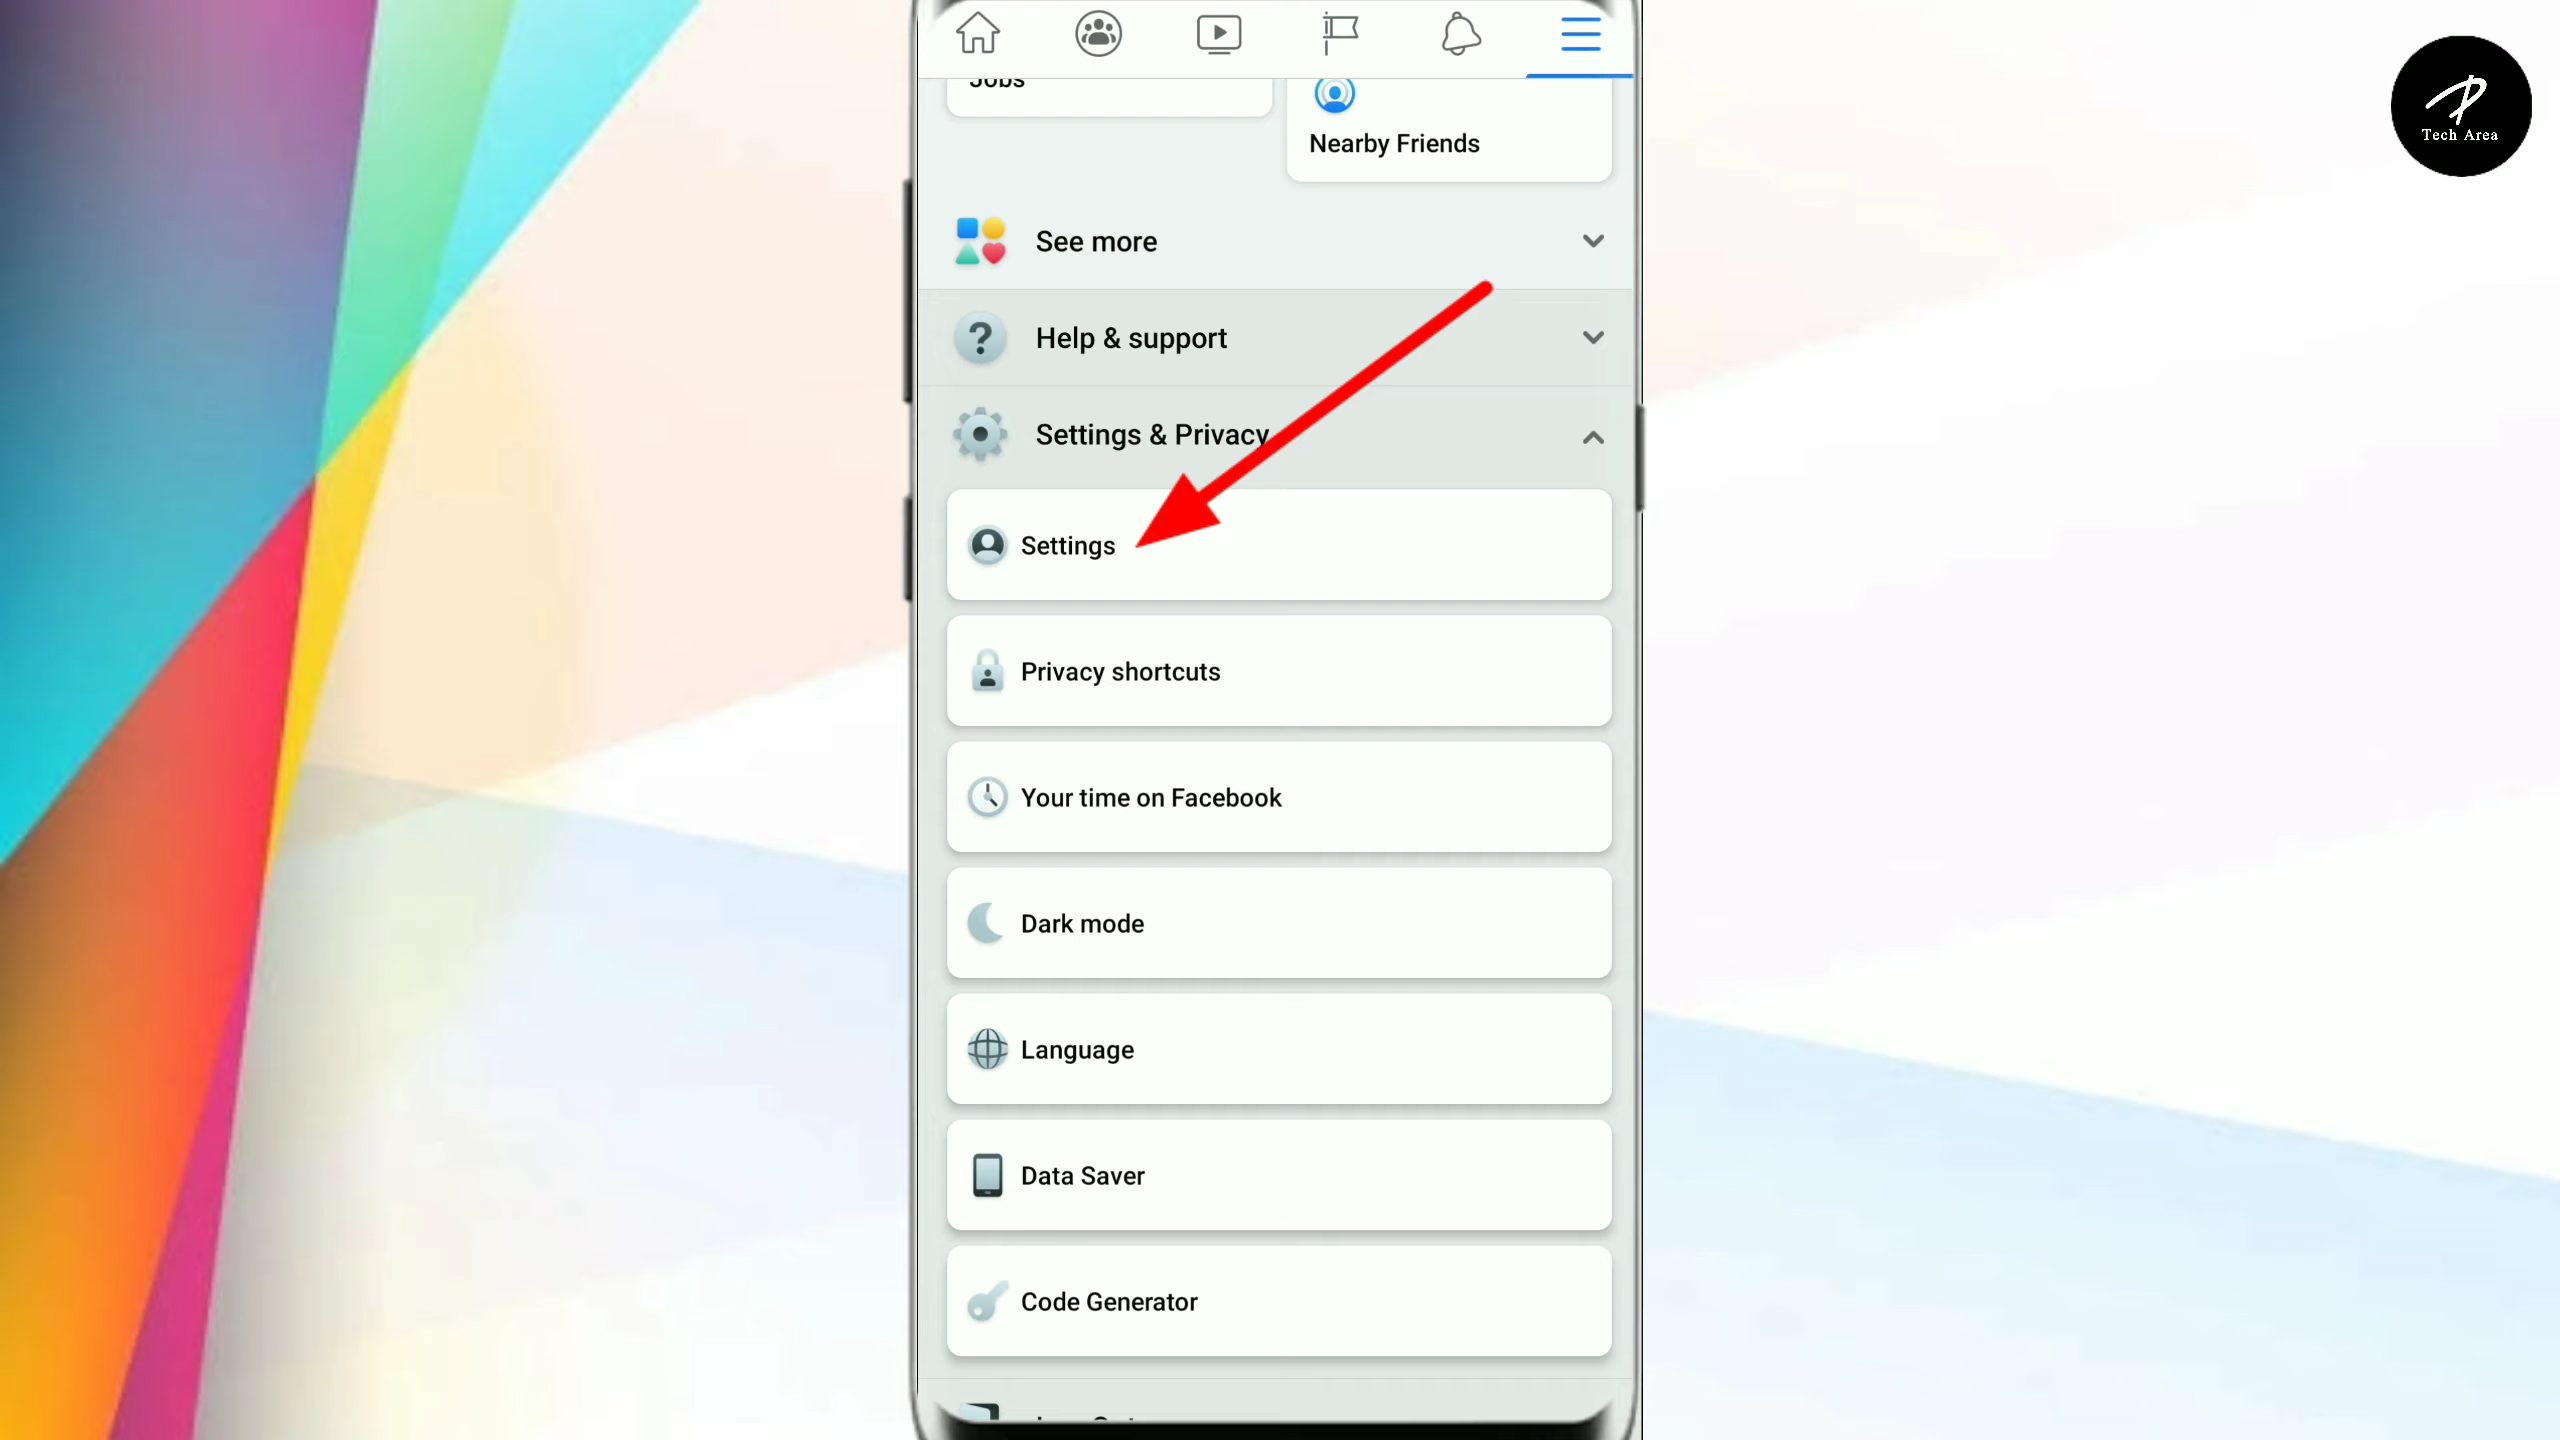 Tech Area
Jobs
Nearby Friends
See more
Help & support
Settings & Privacy
Settings
Privacy shortcuts
Your time on Facebook
Dark mode
Language
Data Saver
Code Generator